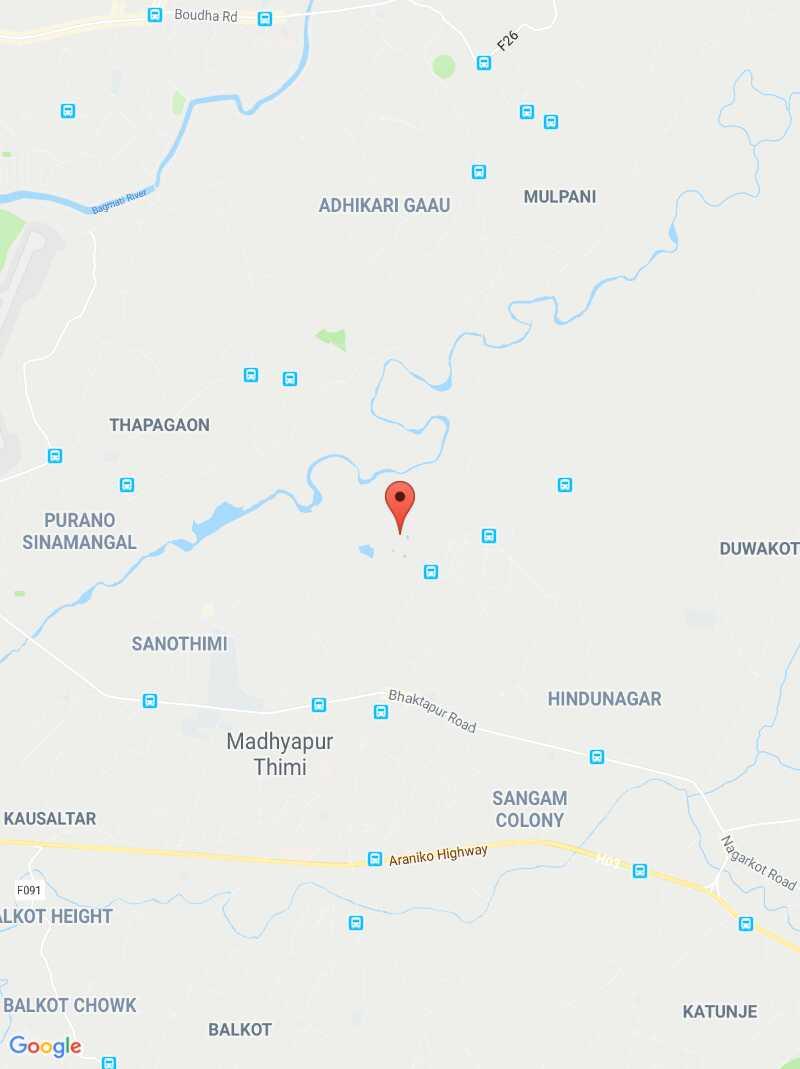 Boudha Rd
F26
Bagmati River
ADHIKARI GAAU
MULPANI
THAPAGAON
PURANO
SINAMANGAL
DUWAKOT
SANOTHIMI
HINDUNAGAR
Bhaktapur Road
Madhyapur
Thimi
SANGAM
COLONY
KAUSALTAR
Araniko Highway
H03
Nagarkot Road
F091
ALKOT HEIGHT
BALKOT CHOWK
KATUNJE
BALKOT
Google